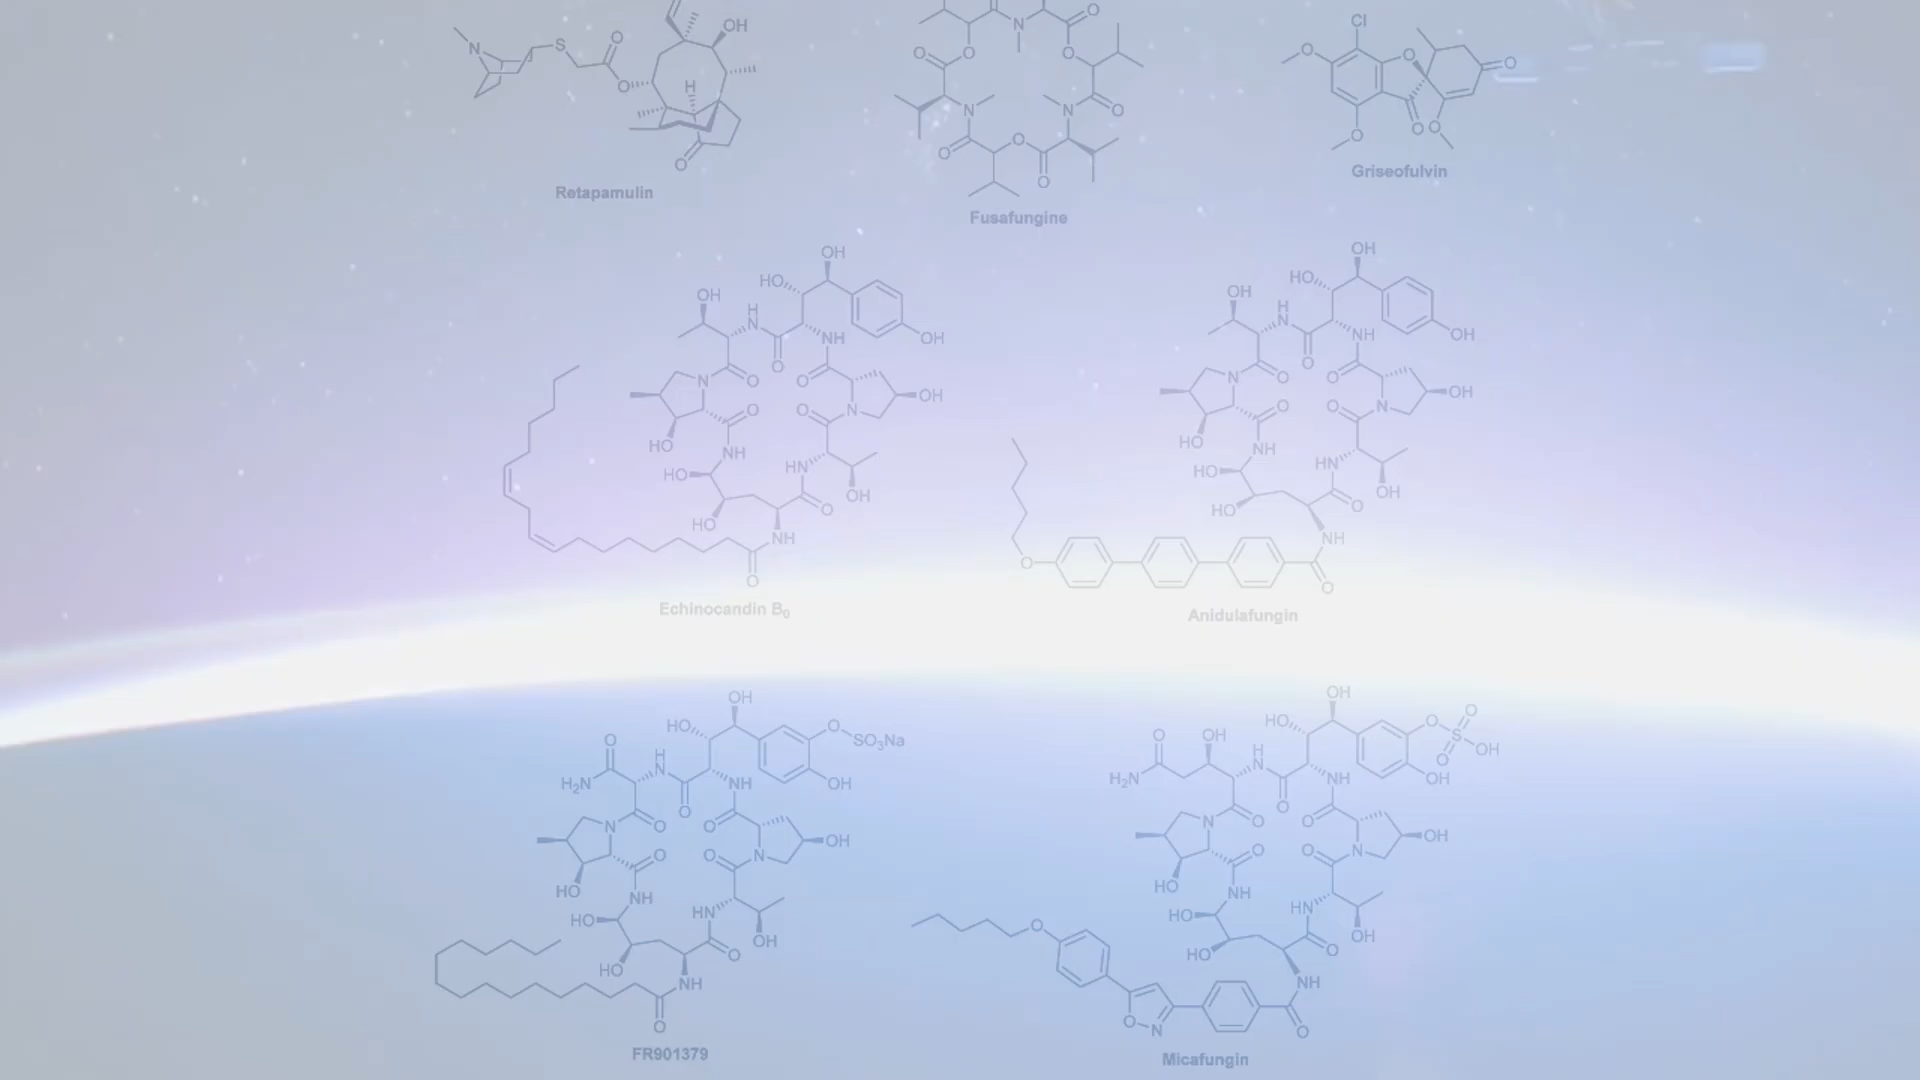 Retapamulin
Fusafungine
Griseofulvin
Echinocandin B₀
Anidulafungin
FR901379
Micafungin